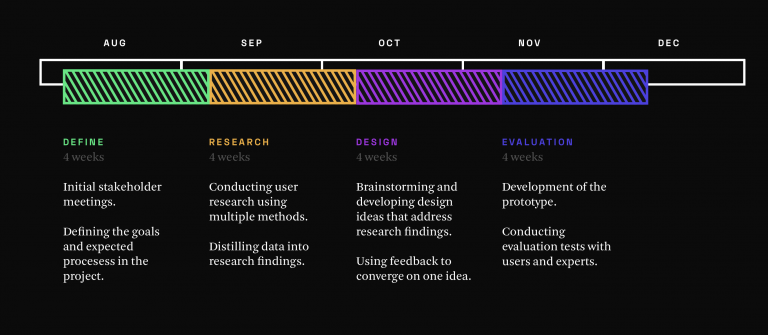 AUG SEP OCT NOV DEC
DEFINE
4 weeks
Initial stakeholder
meetings.
Defining the goals
and expected
procesess in the
project.
RESEARCH
4 weeks
Conducting user
research using
multiple methods.
Distilling data into
research findings.
DESIGN
4 weeks
Brainstorming and
developing design
ideas that address
research findings.
Using feedback to
converge on one idea.
EVALUATION
4 weeks
Development of the
prototype.
Conducting
evaluation tests with
users and experts.